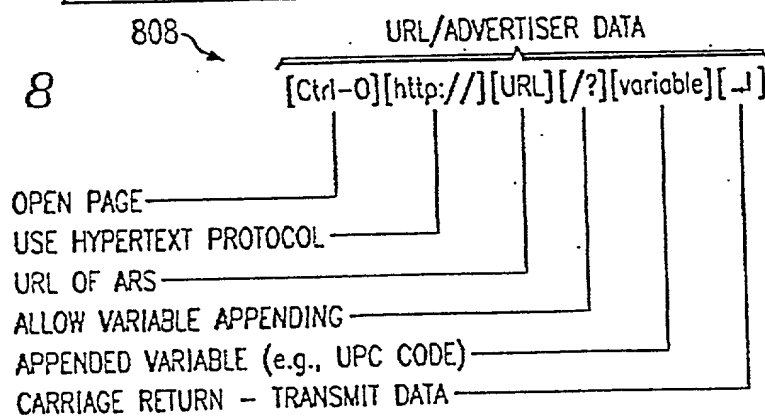 808
URL/ADVERTISER DATA
8
[Ctrl-O][http://][URL][/?][variable][↵]
OPEN PAGE
USE HYPERTEXT PROTOCOL
URL OF ARS
ALLOW VARIABLE APPENDING
APPENDED VARIABLE (e.g., UPC CODE)
CARRIAGE RETURN – TRANSMIT DATA